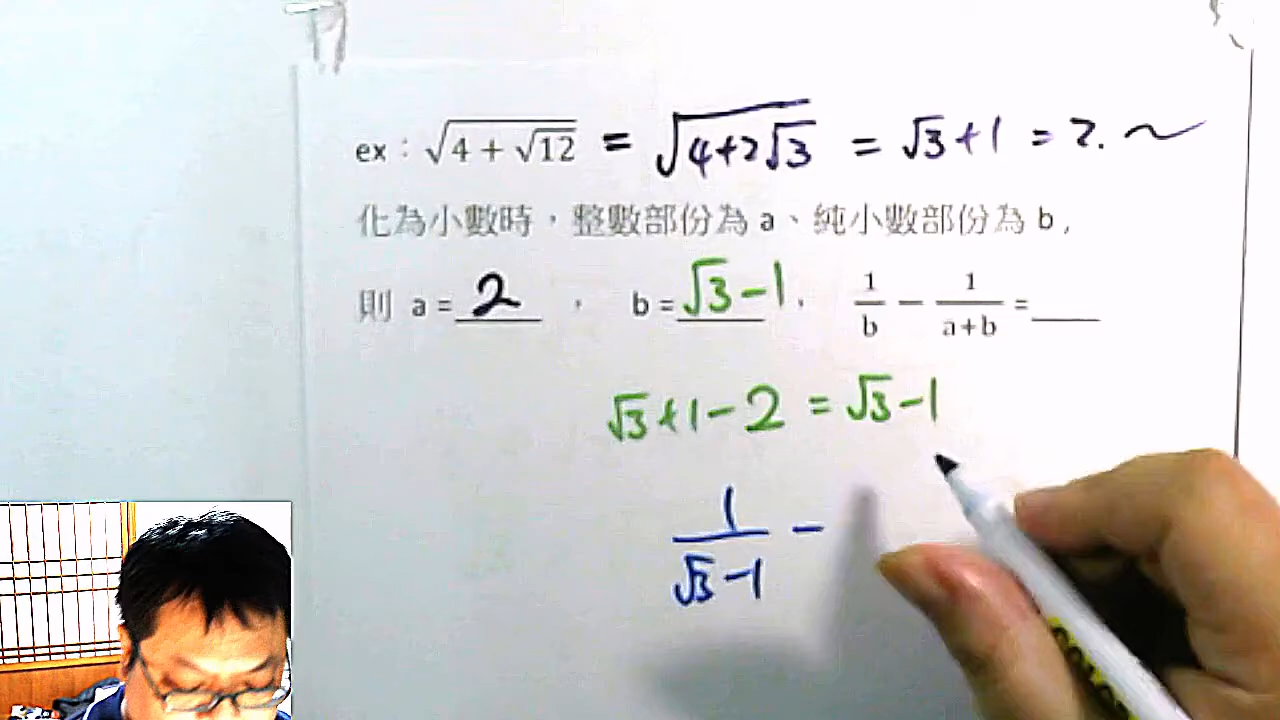 ex：√(4 + √12) = √(4+2√3) = √3+1 = 2.~
化為小數時，整數部份為 a、純小數部份為 b ,
則 a = 2 , b = √3-1 , 1/b - 1/(a+b) = ____
√3+1-2 = √3-1
1/(√3-1) -